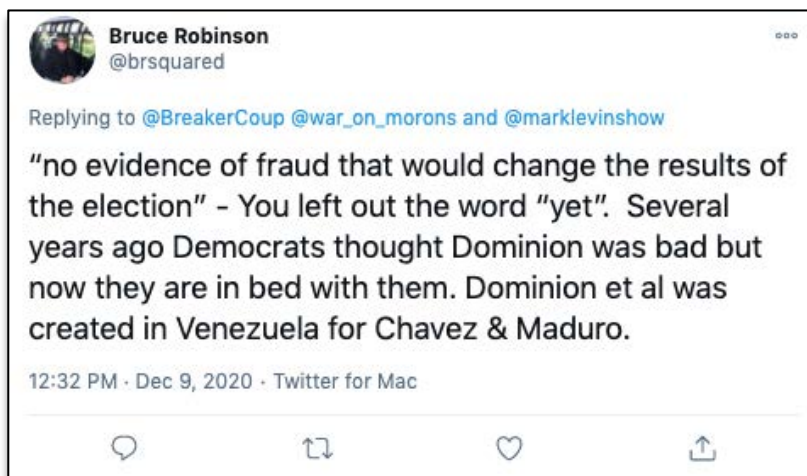 Bruce Robinson
@brsquared
Replying to @BreakerCoup @war_on_morons and @marklevinshow
“no evidence of fraud that would change the results of
the election” - You left out the word “yet”.  Several
years ago Democrats thought Dominion was bad but
now they are in bed with them. Dominion et al was
created in Venezuela for Chavez & Maduro.
12:32 PM · Dec 9, 2020 · Twitter for Mac